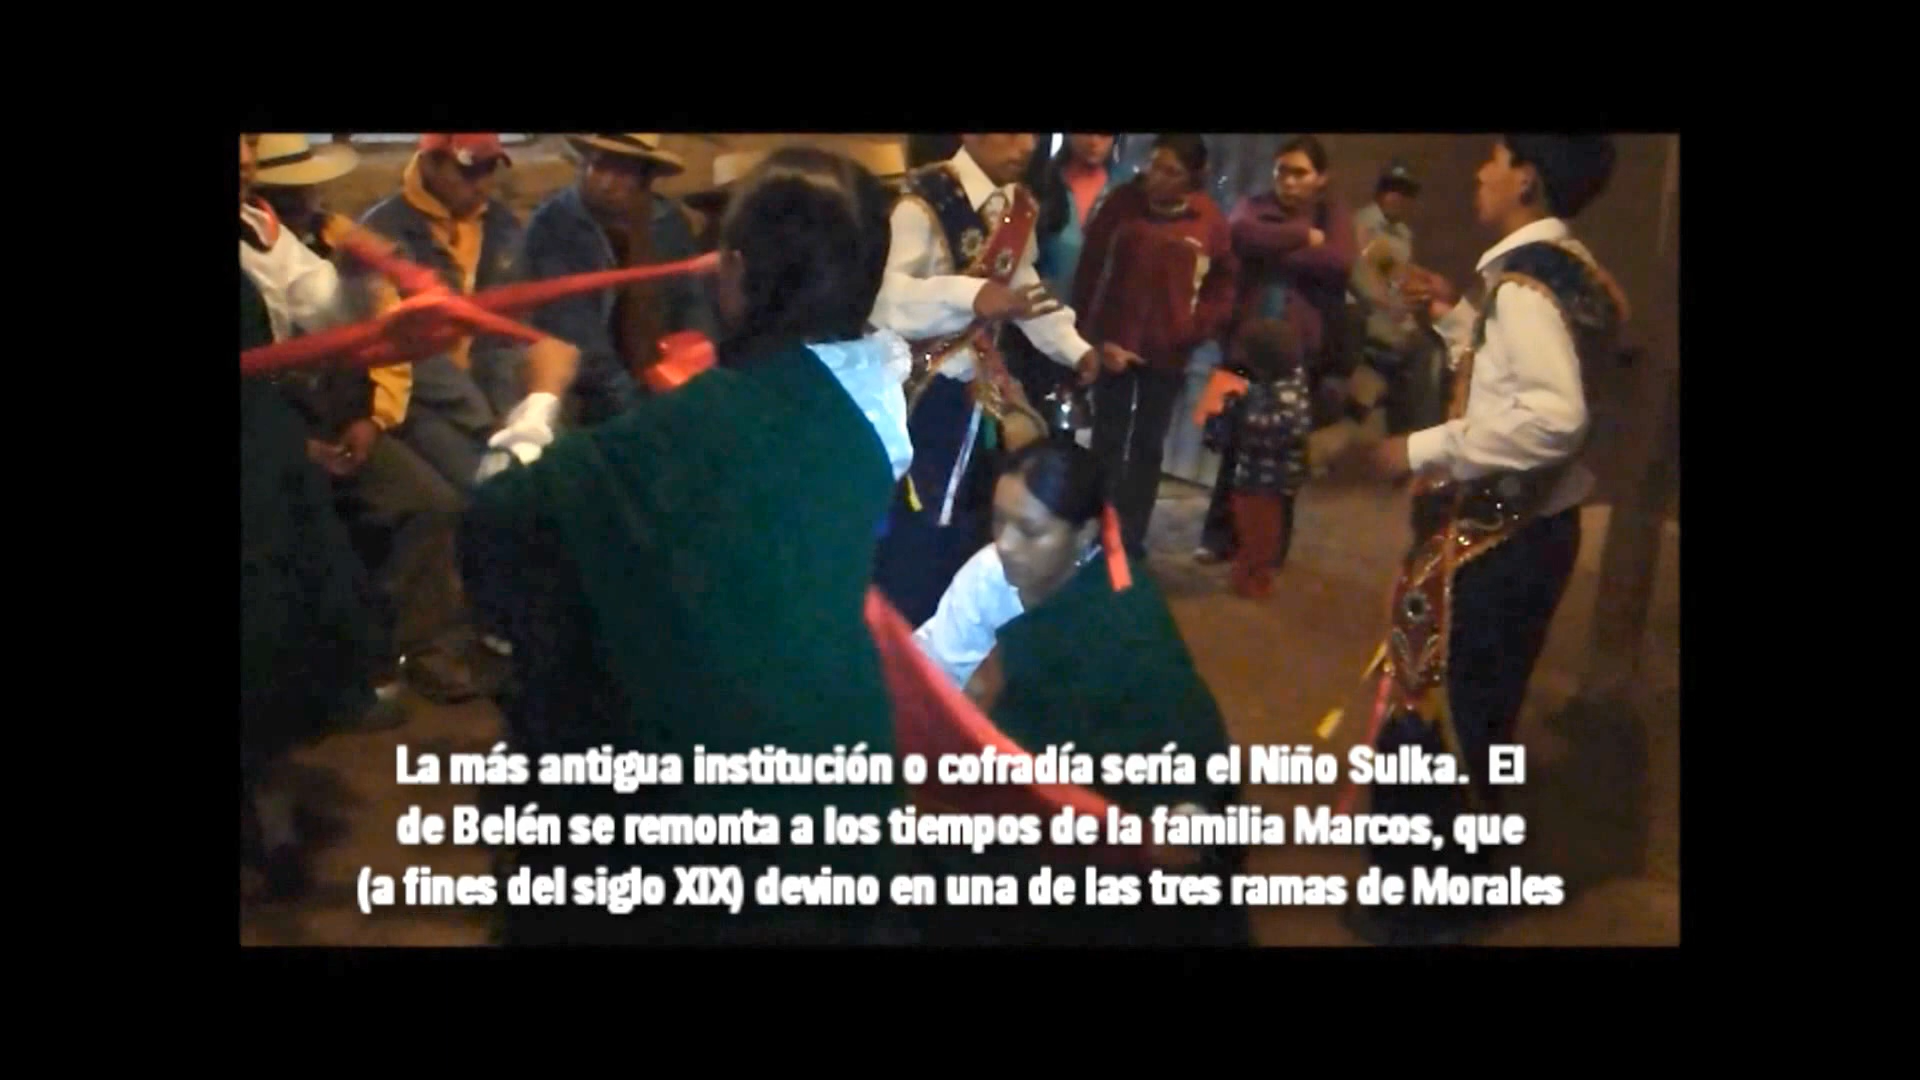 La más antigua institución o cofradía sería el Niño Sulka. El
de Belén se remonta a los tiempos de la familia Marcos, que
(a fines del siglo XIX) devino en una de las tres ramas de Morales